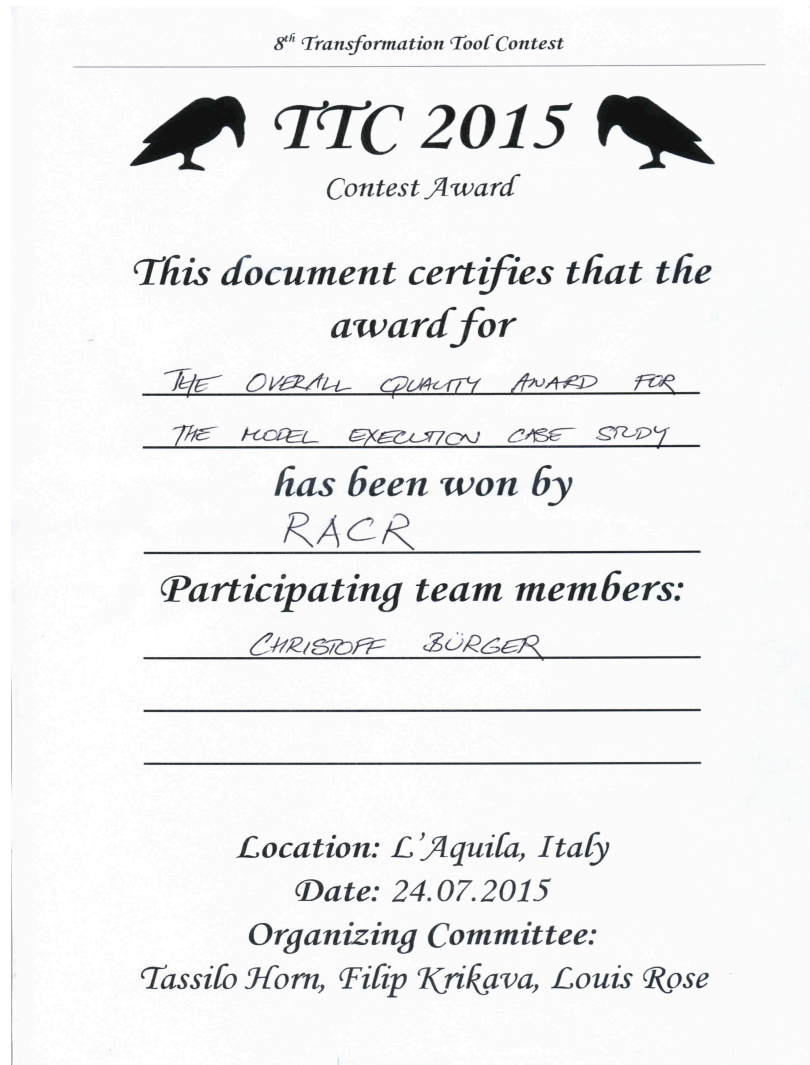 8th Transformation Tool Contest
TTC 2015
Contest Award
This document certifies that the
award for
THE OVERALL QUALITY AWARD FOR
THE MODEL EXECUTION CASE STUDY
has been won by
RACR
Participating team members:
CHRISTOFF BÜRGER
Location: L'Aquila, Italy
Date: 24.07.2015
Organizing Committee:
Tassilo Horn, Filip Krikava, Louis Rose